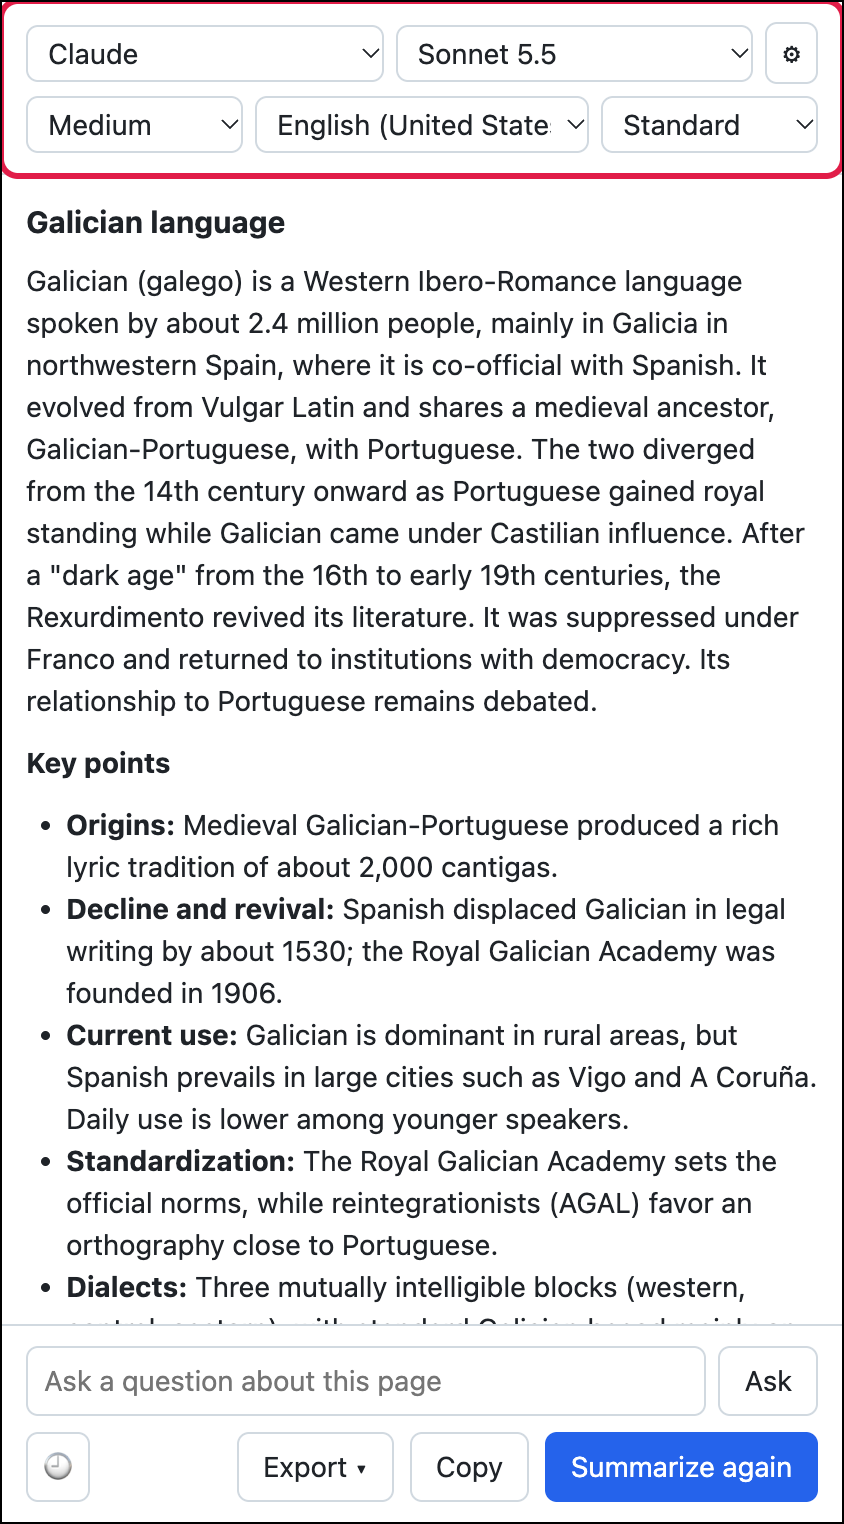 Claude
Sonnet 5.5
Medium
English (United State
Standard
Galician language
Galician (galego) is a Western Ibero-Romance language
spoken by about 2.4 million people, mainly in Galicia in
northwestern Spain, where it is co-official with Spanish. It
evolved from Vulgar Latin and shares a medieval ancestor,
Galician-Portuguese, with Portuguese. The two diverged
from the 14th century onward as Portuguese gained royal
standing while Galician came under Castilian influence. After
a "dark age" from the 16th to early 19th centuries, the
Rexurdimento revived its literature. It was suppressed under
Franco and returned to institutions with democracy. Its
relationship to Portuguese remains debated.
Key points
• Origins: Medieval Galician-Portuguese produced a rich
lyric tradition of about 2,000 cantigas.
• Decline and revival: Spanish displaced Galician in legal
writing by about 1530; the Royal Galician Academy was
founded in 1906.
• Current use: Galician is dominant in rural areas, but
Spanish prevails in large cities such as Vigo and A Coruña.
Daily use is lower among younger speakers.
• Standardization: The Royal Galician Academy sets the
official norms, while reintegrationists (AGAL) favor an
orthography close to Portuguese.
• Dialects: Three mutually intelligible blocks (western,
Ask a question about this page
Ask
Export ▾
Copy
Summarize again